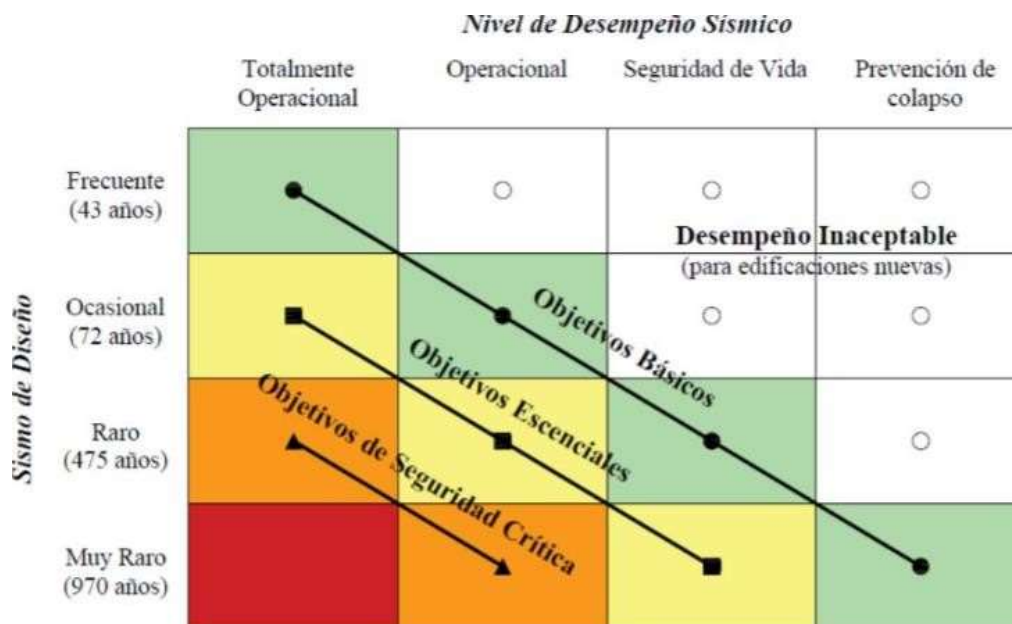 Nivel de Desempeño Sísmico
Totalmente
Operacional
Operacional
Seguridad de Vida
Prevención de
colapso
Sismo de Diseño
Frecuente
(43 años)
Desempeño Inaceptable
(para edificaciones nuevas)
Ocasional
(72 años)
Objetivos Básicos
Objetivos Escenciales
Objetivos de Seguridad Crítica
Raro
(475 años)
Muy Raro
(970 años)